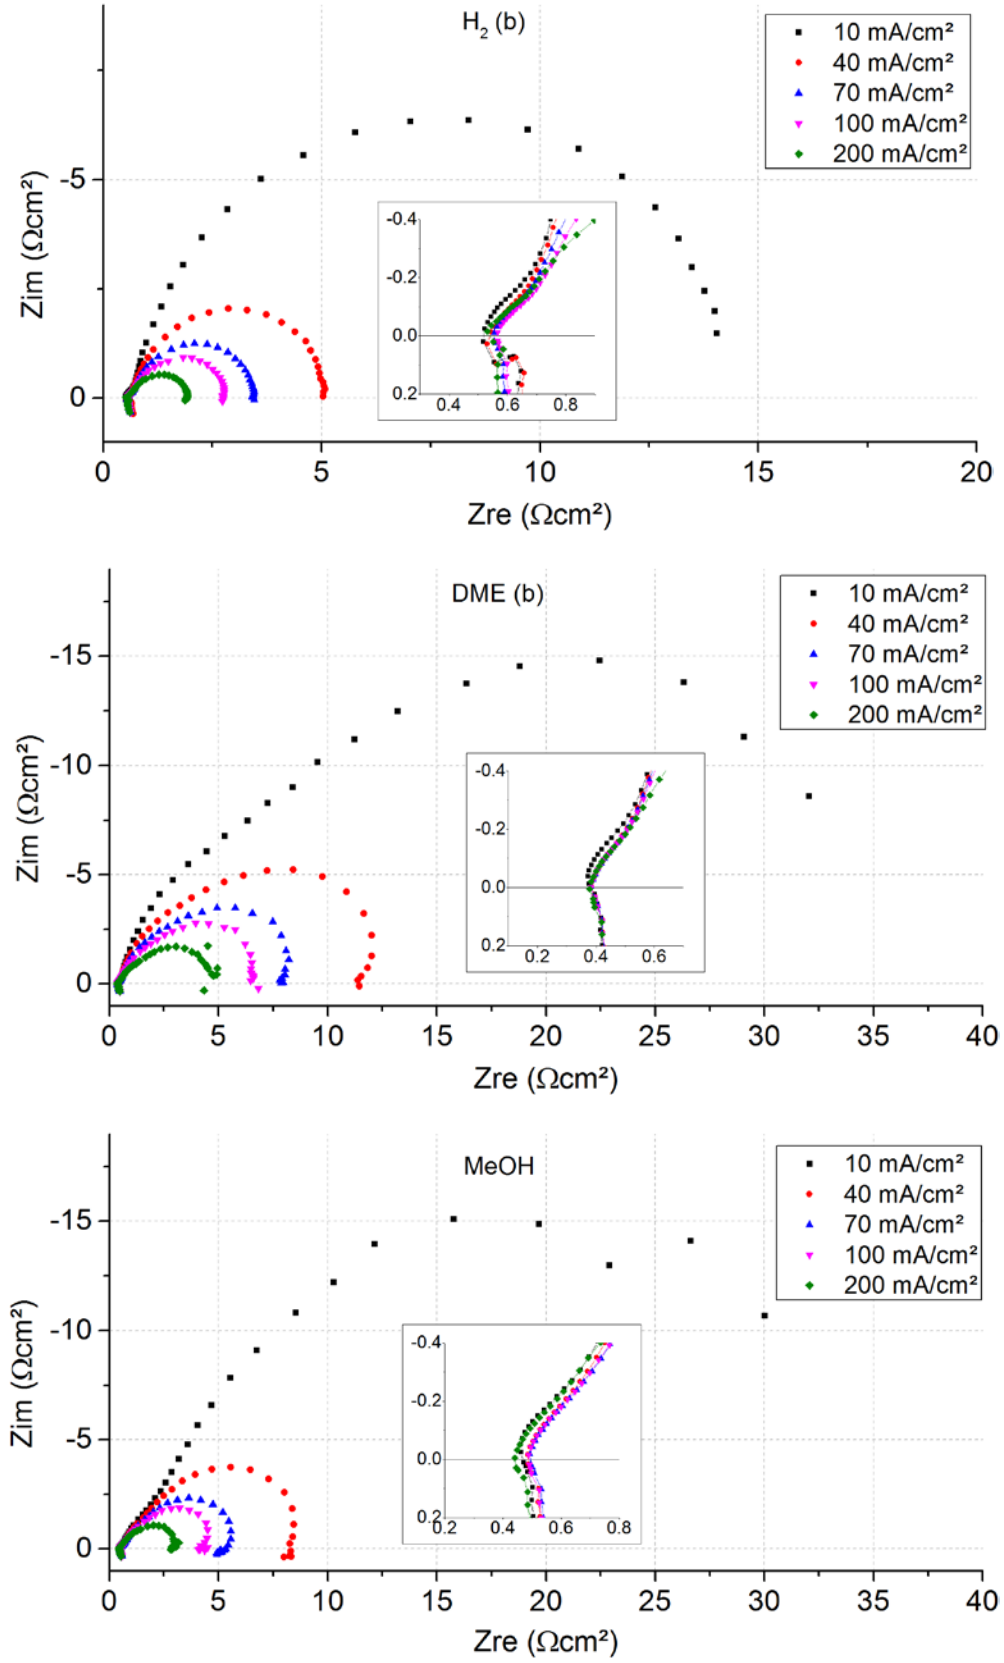 H2 (b)
10 mA/cm²
40 mA/cm²
70 mA/cm²
100 mA/cm²
200 mA/cm²
Zim (Ωcm²)
-5
0
-0.4
-0.2
0.0
0.2
0.4 0.6 0.8
0 5 10 15 20
Zre (Ωcm²)
DME (b)
10 mA/cm²
40 mA/cm²
70 mA/cm²
100 mA/cm²
200 mA/cm²
Zim (Ωcm²)
-15
-10
-5
0
-0.4
-0.2
0.0
0.2
0.2 0.4 0.6
0 5 10 15 20 25 30 35 40
Zre (Ωcm²)
MeOH
10 mA/cm²
40 mA/cm²
70 mA/cm²
100 mA/cm²
200 mA/cm²
Zim (Ωcm²)
-15
-10
-5
0
-0.4
-0.2
0.0
0.2
0.2 0.4 0.6 0.8
0 5 10 15 20 25 30 35 40
Zre (Ωcm²)